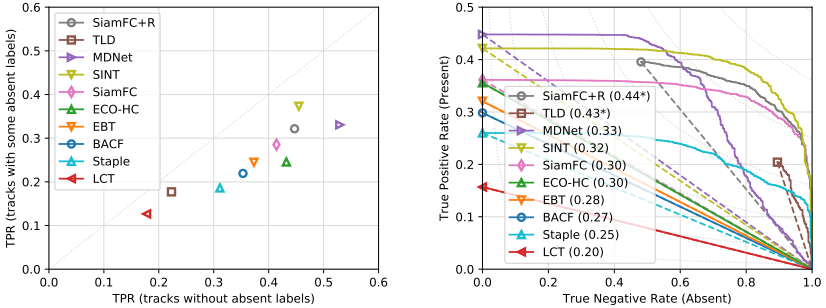 TPR (tracks with some absent labels)
0.6
0.5
0.4
0.3
0.2
0.1
0.0
SiamFC+R
TLD
MDNet
SINT
SiamFC
ECO-HC
EBT
BACF
Staple
LCT
0.0 0.1 0.2 0.3 0.4 0.5 0.6
TPR (tracks without absent labels)
True Positive Rate (Present)
0.5
0.4
0.3
0.2
0.1
0.0
SiamFC+R (0.44*)
TLD (0.43*)
MDNet (0.33)
SINT (0.32)
SiamFC (0.30)
ECO-HC (0.30)
EBT (0.28)
BACF (0.27)
Staple (0.25)
LCT (0.20)
0.0 0.2 0.4 0.6 0.8 1.0
True Negative Rate (Absent)